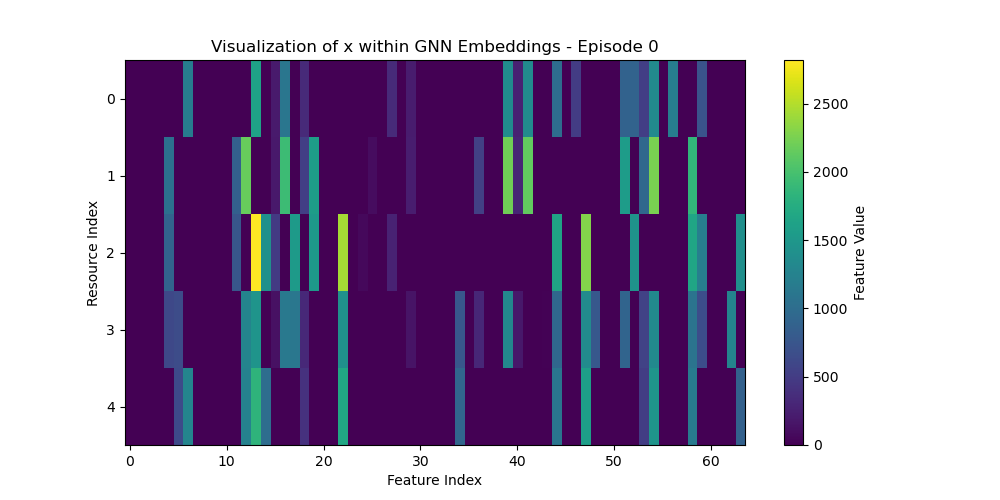 Visualization of x within GNN Embeddings - Episode 0
Resource Index
0
1
2
3
4
0 10 20 30 40 50 60
Feature Index
2500
2000
1500
1000
500
0
Feature Value